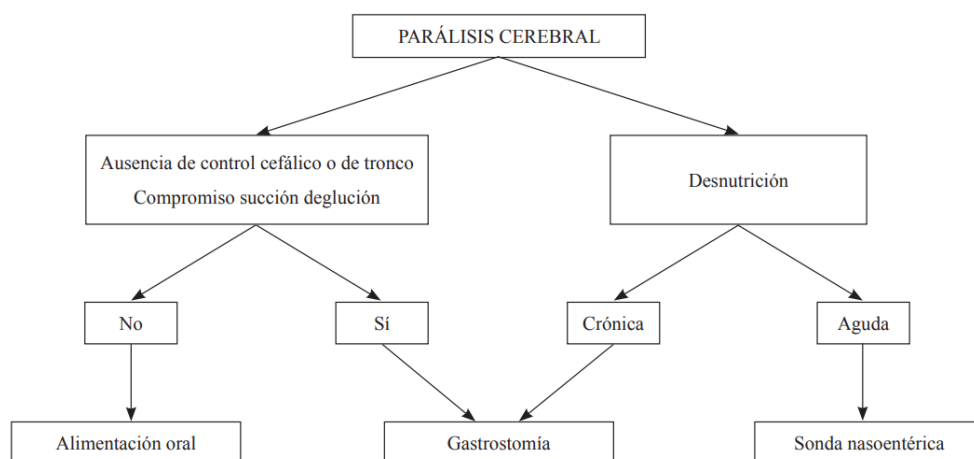 PARÁLISIS CEREBRAL
Ausencia de control cefálico o de tronco
Compromiso succión deglución
Desnutrición
No
Sí
Crónica
Aguda
Alimentación oral
Gastrostomía
Sonda nasoentérica